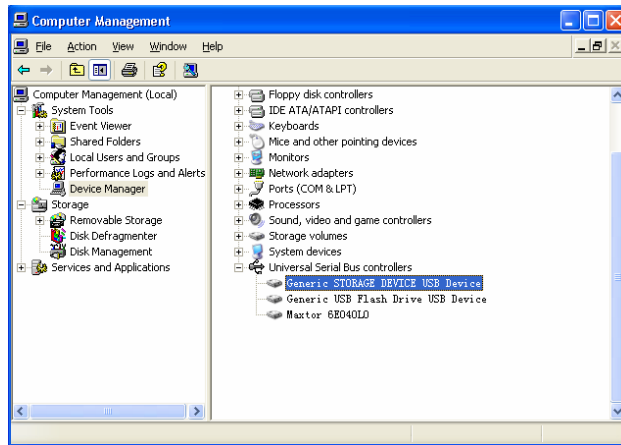 Computer Management
File Action View Window Help
Computer Management (Local)
System Tools
Event Viewer
Shared Folders
Local Users and Groups
Performance Logs and Alerts
Device Manager
Storage
Removable Storage
Disk Defragmenter
Disk Management
Services and Applications
Floppy disk controllers
IDE ATA/ATAPI controllers
Keyboards
Mice and other pointing devices
Monitors
Network adapters
Ports (COM & LPT)
Processors
Sound, video and game controllers
Storage volumes
System devices
Universal Serial Bus controllers
Generic STORAGE DEVICE USB Device
Generic USB Flash Drive USB Device
Maxtor 6E040L0